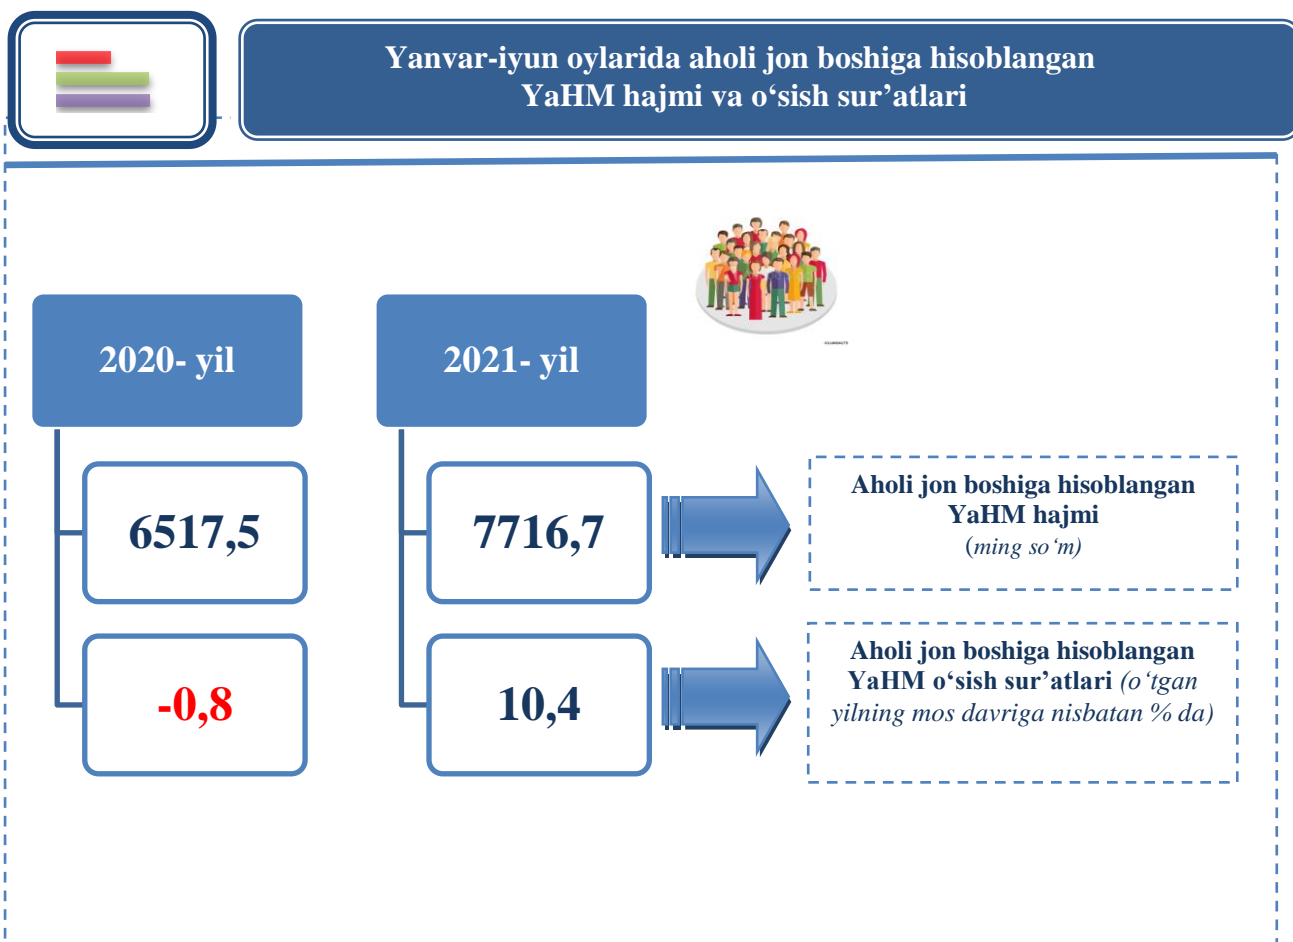 Yanvar-iyun oylarida aholi jon boshiga hisoblangan
YaHM hajmi va o‘sish sur’atlari
2020- yil
2021- yil
6517,5
7716,7
Aholi jon boshiga hisoblangan
YaHM hajmi
(ming so‘m)
-0,8
10,4
Aholi jon boshiga hisoblangan
YaHM o‘sish sur’atlari (o‘tgan
yilning mos davriga nisbatan % da)